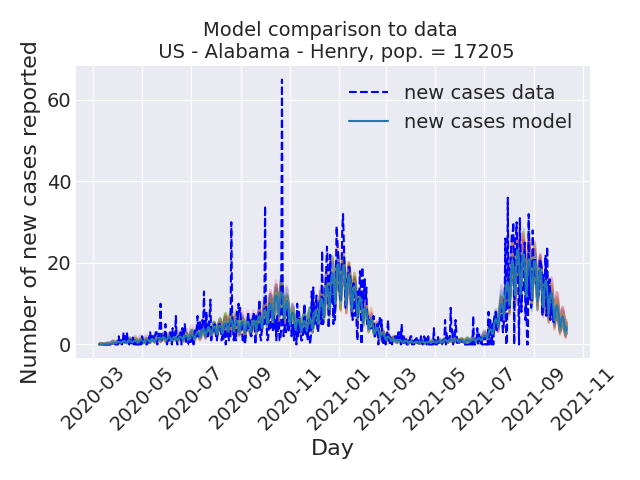 Model comparison to data
US - Alabama - Henry, pop. = 17205
Number of new cases reported
60
40
20
0
new cases data
new cases model
2020-03
2020-05
2020-07
2020-09
2020-11
2021-01
2021-03
2021-05
2021-07
2021-09
2021-11
Day